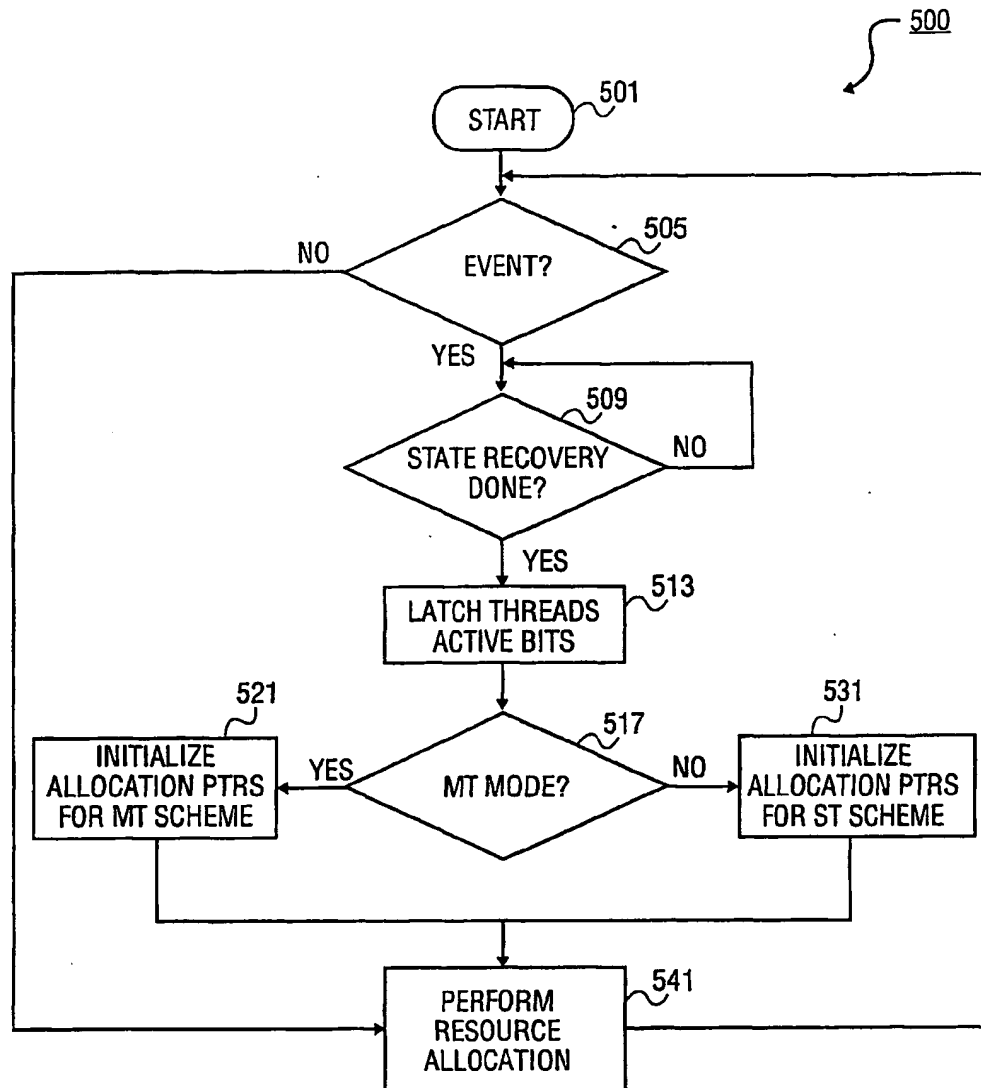 500
START
501
505
NO
EVENT?
YES
509
STATE RECOVERY
DONE?
NO
YES
513
LATCH THREADS
ACTIVE BITS
521
517
531
INITIALIZE
ALLOCATION PTRS
FOR MT SCHEME
YES
MT MODE?
NO
INITIALIZE
ALLOCATION PTRS
FOR ST SCHEME
541
PERFORM
RESOURCE
ALLOCATION